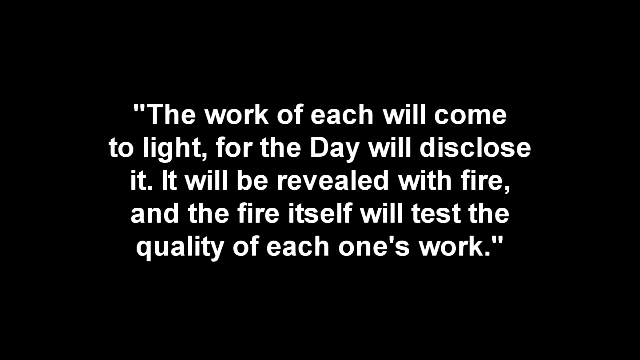 "The work of each will come
to light, for the Day will disclose
it. It will be revealed with fire,
and the fire itself will test the
quality of each one's work."